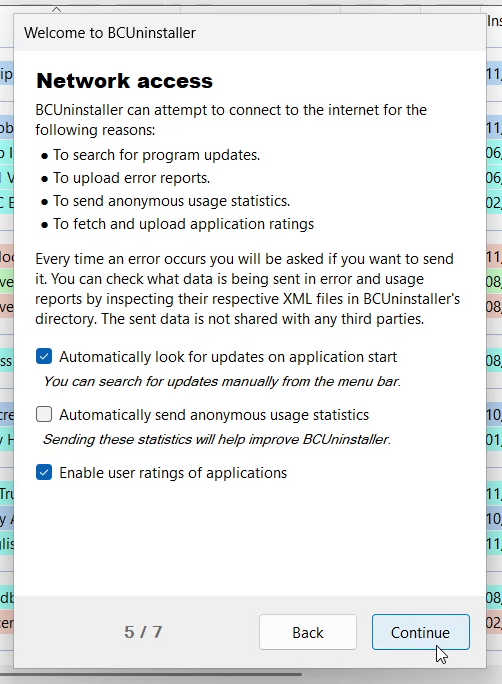 Welcome to BCUninstaller
Network access
BCUninstaller can attempt to connect to the internet for the
following reasons:
● To search for program updates.
● To upload error reports.
● To send anonymous usage statistics.
● To fetch and upload application ratings
Every time an error occurs you will be asked if you want to send
it. You can check what data is being sent in error and usage
reports by inspecting their respective XML files in BCUninstaller's
directory. The sent data is not shared with any third parties.
Automatically look for updates on application start
You can search for updates manually from the menu bar.
Automatically send anonymous usage statistics
Sending these statistics will help improve BCUninstaller.
Enable user ratings of applications
5 / 7
Back
Continue